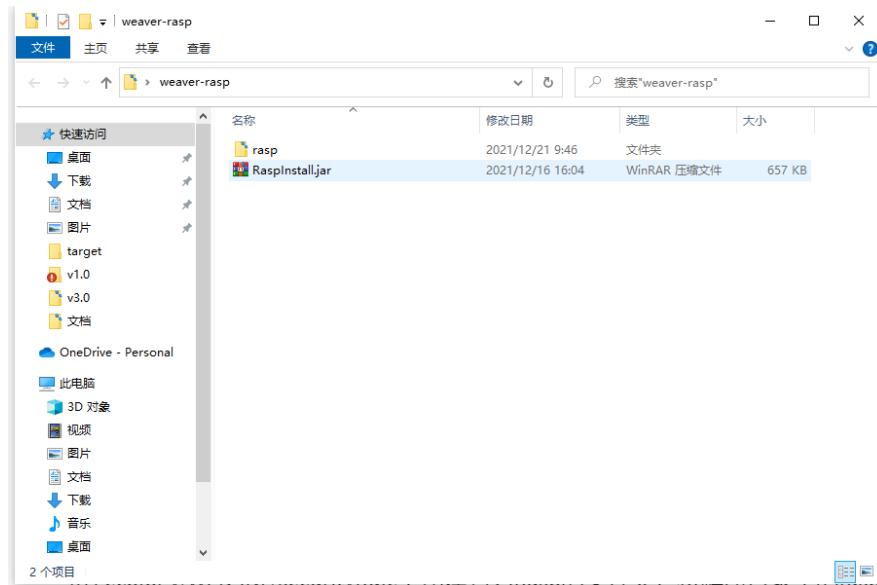 weaver-rasp
文件 主页 共享 查看
weaver-rasp 搜索"weaver-rasp"
名称 修改日期 类型 大小
快速访问
桌面
下载
文档
图片
target
v1.0
v3.0
文档
OneDrive - Personal
此电脑
3D 对象
视频
图片
文档
下载
音乐
桌面
rasp 2021/12/21 9:46 文件夹
RaspInstall.jar 2021/12/16 16:04 WinRAR 压缩文件 657 KB
2 个项目